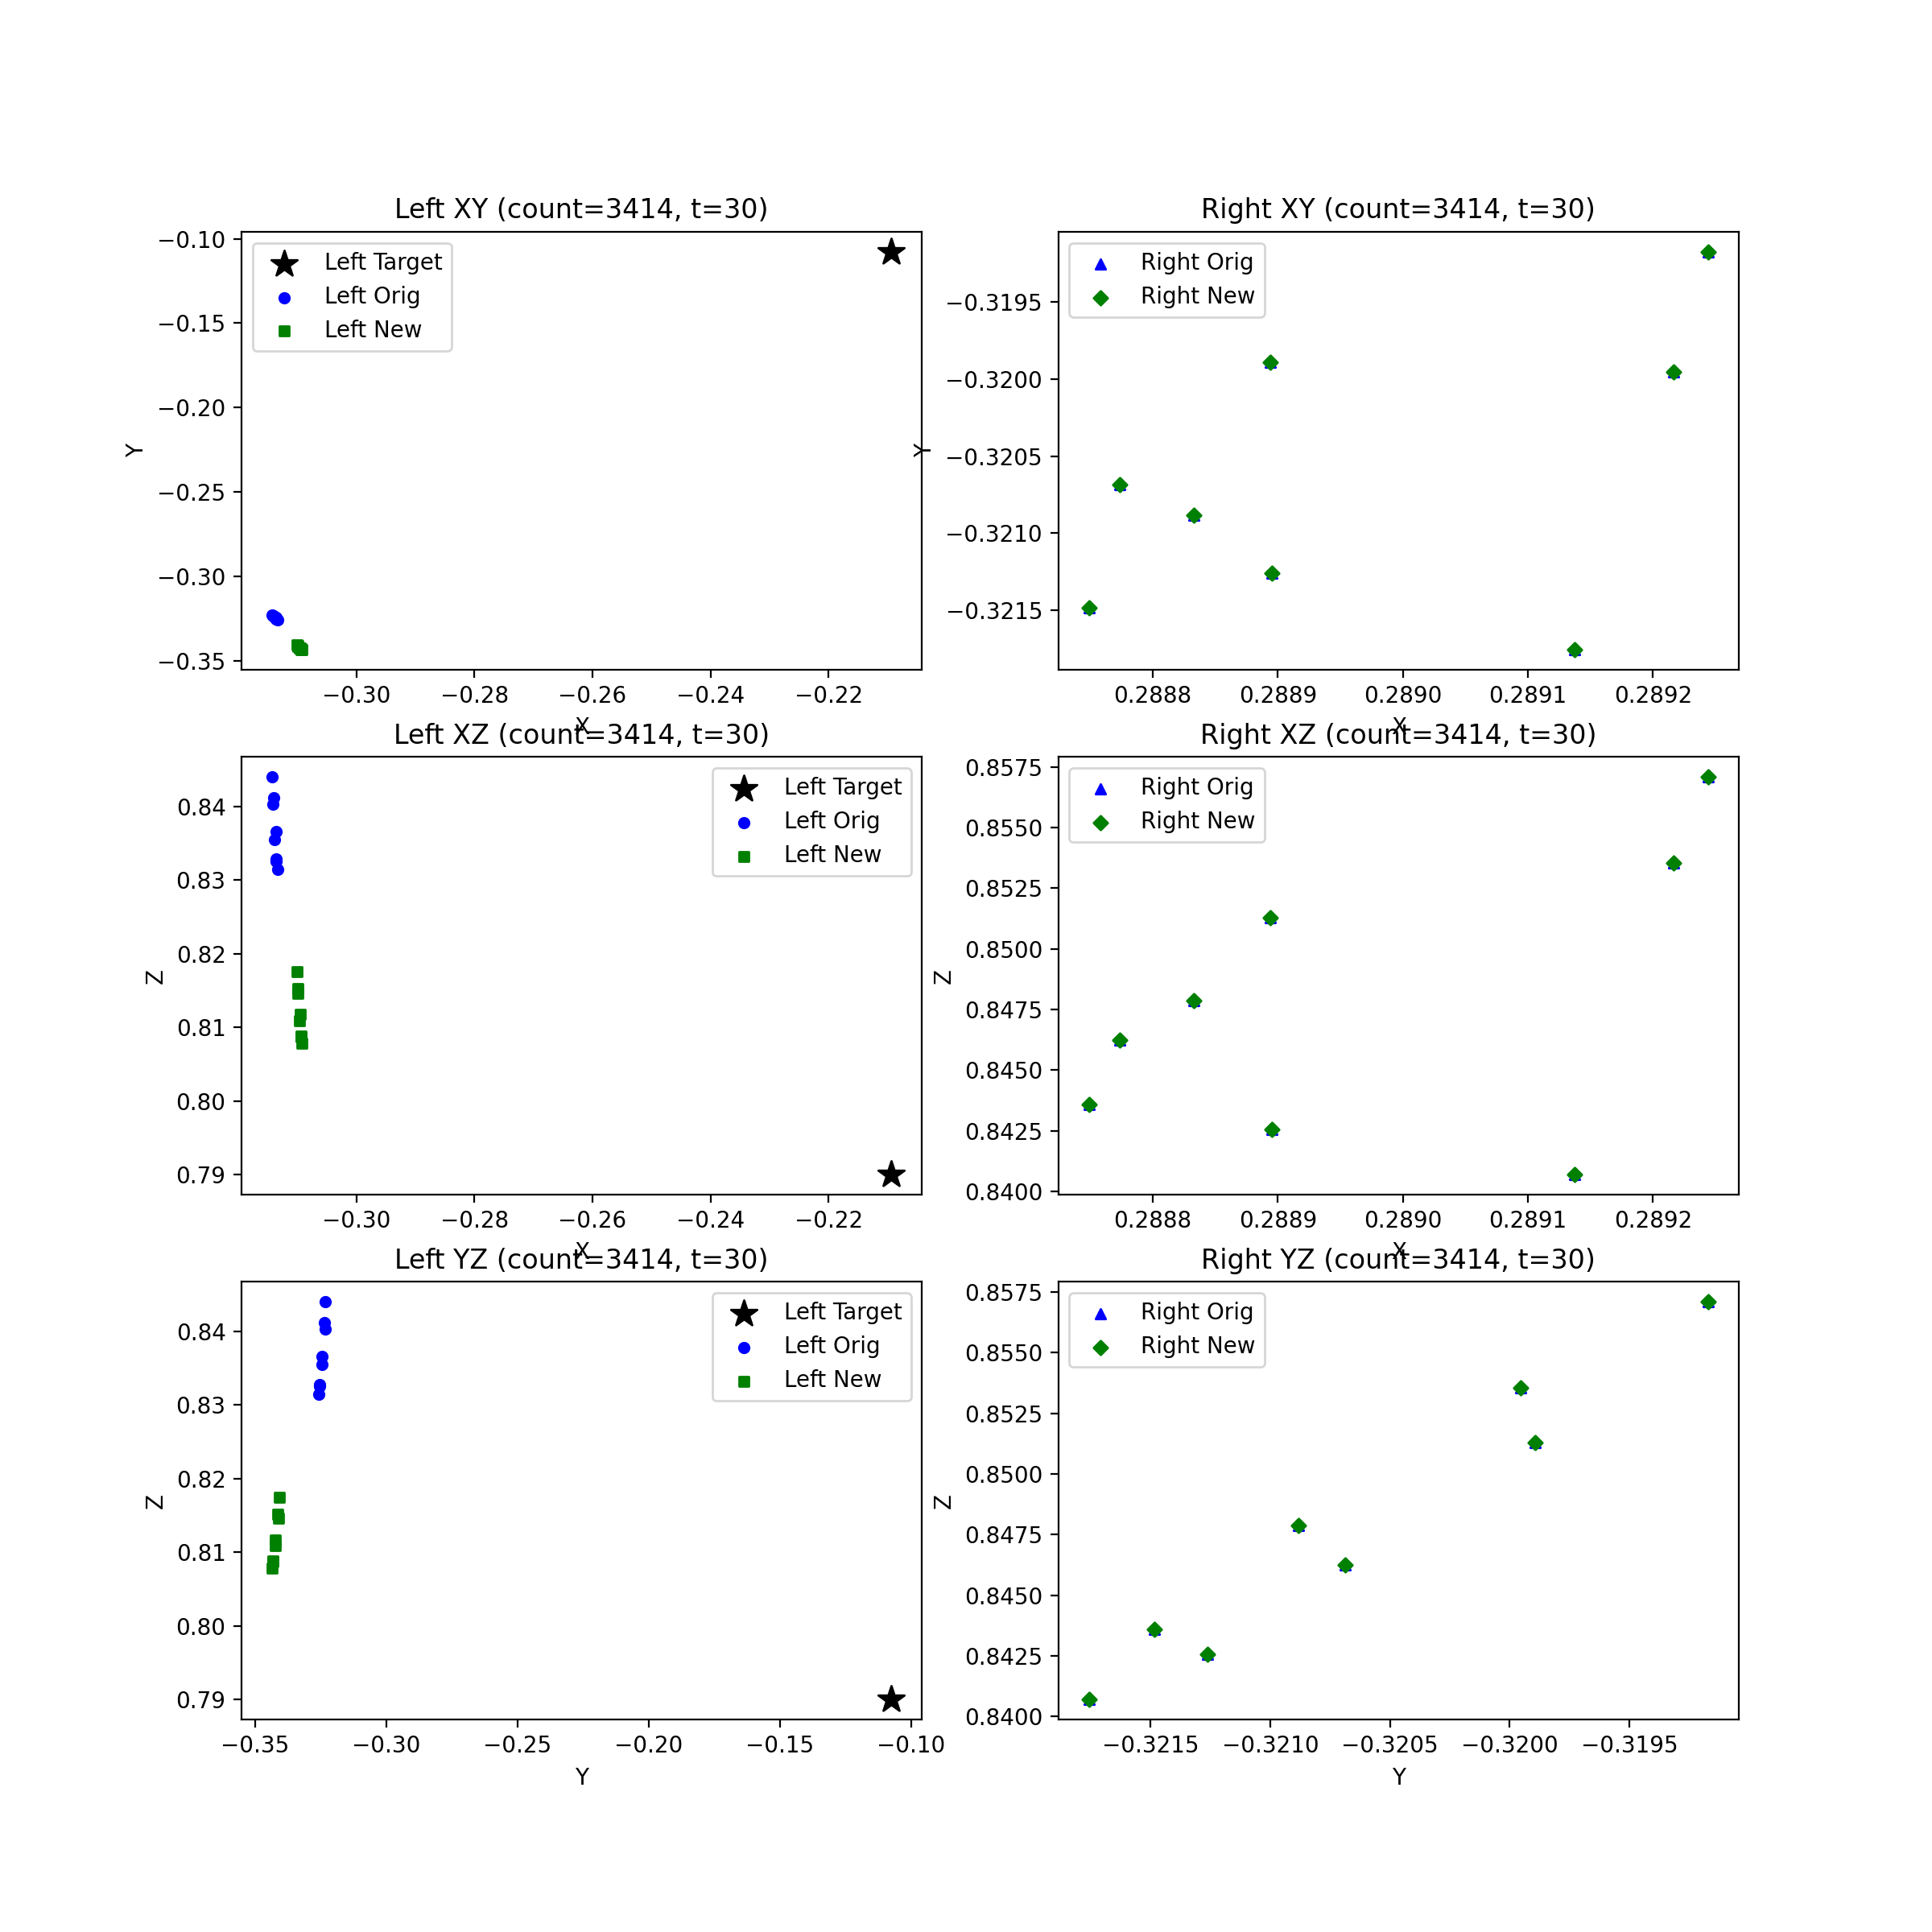 Left XY (count=3414, t=30)
Left Target
Left Orig
Left New
−0.10
−0.15
−0.20
−0.25
−0.30
−0.35
Y
−0.30 −0.28 −0.26 −0.24 −0.22
X
Right XY (count=3414, t=30)
Right Orig
Right New
−0.3195
−0.3200
−0.3205
−0.3210
−0.3215
Y
0.2888 0.2889 0.2890 0.2891 0.2892
X
Left XZ (count=3414, t=30)
Left Target
Left Orig
Left New
0.84
0.83
0.82
0.81
0.80
0.79
Z
−0.30 −0.28 −0.26 −0.24 −0.22
X
Right XZ (count=3414, t=30)
Right Orig
Right New
0.8575
0.8550
0.8525
0.8500
0.8475
0.8450
0.8425
0.8400
Z
0.2888 0.2889 0.2890 0.2891 0.2892
X
Left YZ (count=3414, t=30)
Left Target
Left Orig
Left New
0.84
0.83
0.82
0.81
0.80
0.79
Z
−0.35 −0.30 −0.25 −0.20 −0.15 −0.10
Y
Right YZ (count=3414, t=30)
Right Orig
Right New
0.8575
0.8550
0.8525
0.8500
0.8475
0.8450
0.8425
0.8400
Z
−0.3215 −0.3210 −0.3205 −0.3200 −0.3195
Y